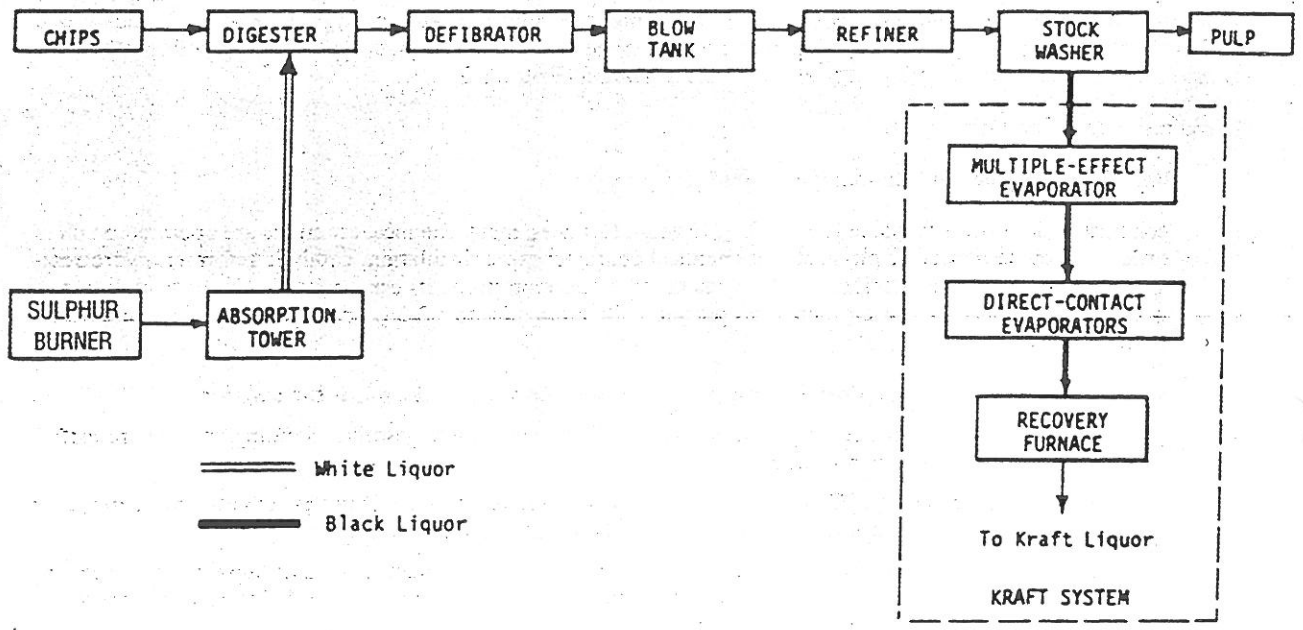 CHIPS
DIGESTER
DEFIBRATOR
BLOW
TANK
REFINER
STOCK
WASHER
PULP
MULTIPLE-EFFECT
EVAPORATOR
SULPHUR
BURNER
ABSORPTION
TOWER
DIRECT-CONTACT
EVAPORATORS
RECOVERY
FURNACE
White Liquor
Black Liquor
To Kraft Liquor
KRAFT SYSTEM